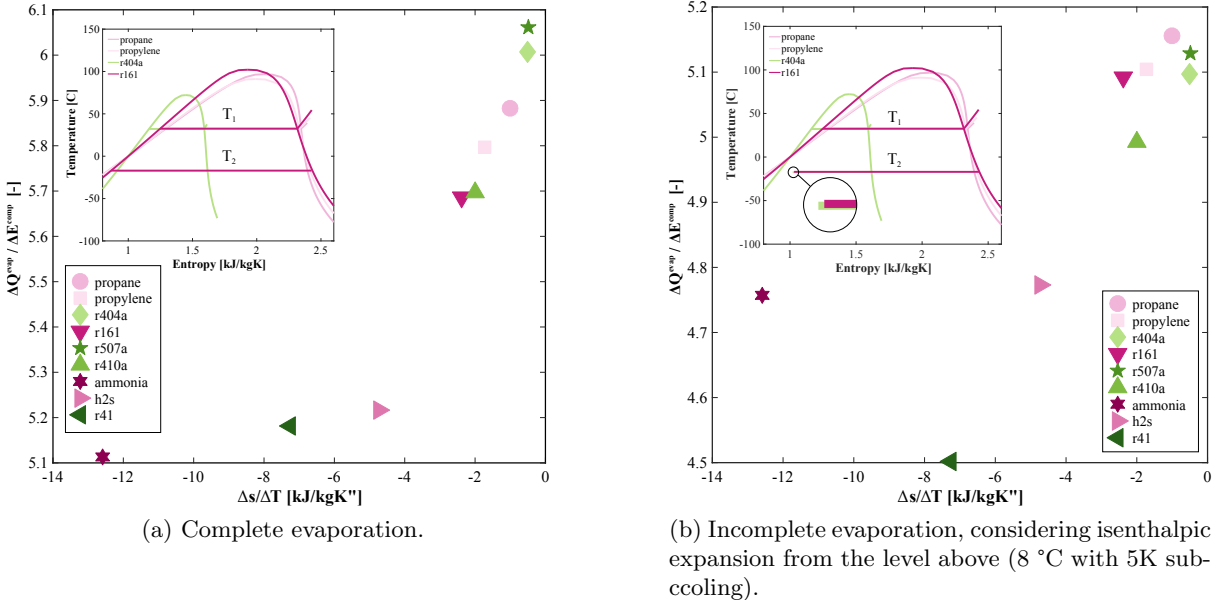 6.1
6
5.9
5.8
5.7
5.6
5.5
5.4
5.3
5.2
5.1
ΔQ^evap / ΔE^comp [-]
-14
-12
-10
-8
-6
-4
-2
0
Δs/ΔT [kJ/kgK"]
150
100
50
0
-50
-100
Temperature [C]
1
1.5
2
2.5
Entropy [kJ/kgK]
propane
propylene
r404a
r161
T₁
T₂
propane
propylene
r404a
r161
r507a
r410a
ammonia
h2s
r41
(a) Complete evaporation.
5.2
5.1
5
4.9
4.8
4.7
4.6
4.5
ΔQ^evap / ΔE^comp [-]
-14
-12
-10
-8
-6
-4
-2
0
Δs/ΔT [kJ/kgK"]
150
100
50
0
-50
-100
Temperature [C]
1
1.5
2
2.5
Entropy [kJ/kgK]
propane
propylene
r404a
r161
T₁
T₂
propane
propylene
r404a
r161
r507a
r410a
ammonia
h2s
r41
(b) Incomplete evaporation, considering isenthalpic
expansion from the level above (8 °C with 5K sub-
ccoling).